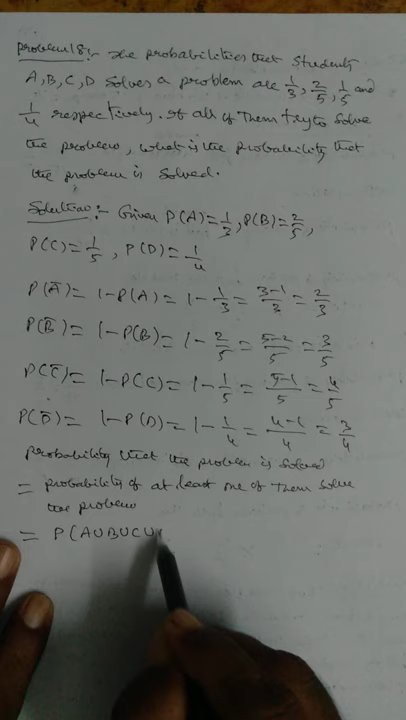 Problem 18:- The probabilities that students
A, B, C, D solves a problem are 1/3, 2/5, 1/5 and
1/4 respectively. If all of them try to solve
the problem, what is the probability that
the problem is solved.
Solution:- Given P(A)=1/3, P(B)=2/5,
P(C)=1/5, P(D)=1/4
P(A̅)= 1-P(A)= 1-1/3= (3-1)/3= 2/3
P(B̅)= 1-P(B)= 1-2/5= (5-2)/5= 3/5
P(C̅)= 1-P(C)= 1-1/5= (5-1)/5= 4/5
P(D̅)= 1-P(D)= 1-1/4= (4-1)/4= 3/4
Probability that the problem is solved
= probability of at least one of them solve
the problem
= P(AUBUCU